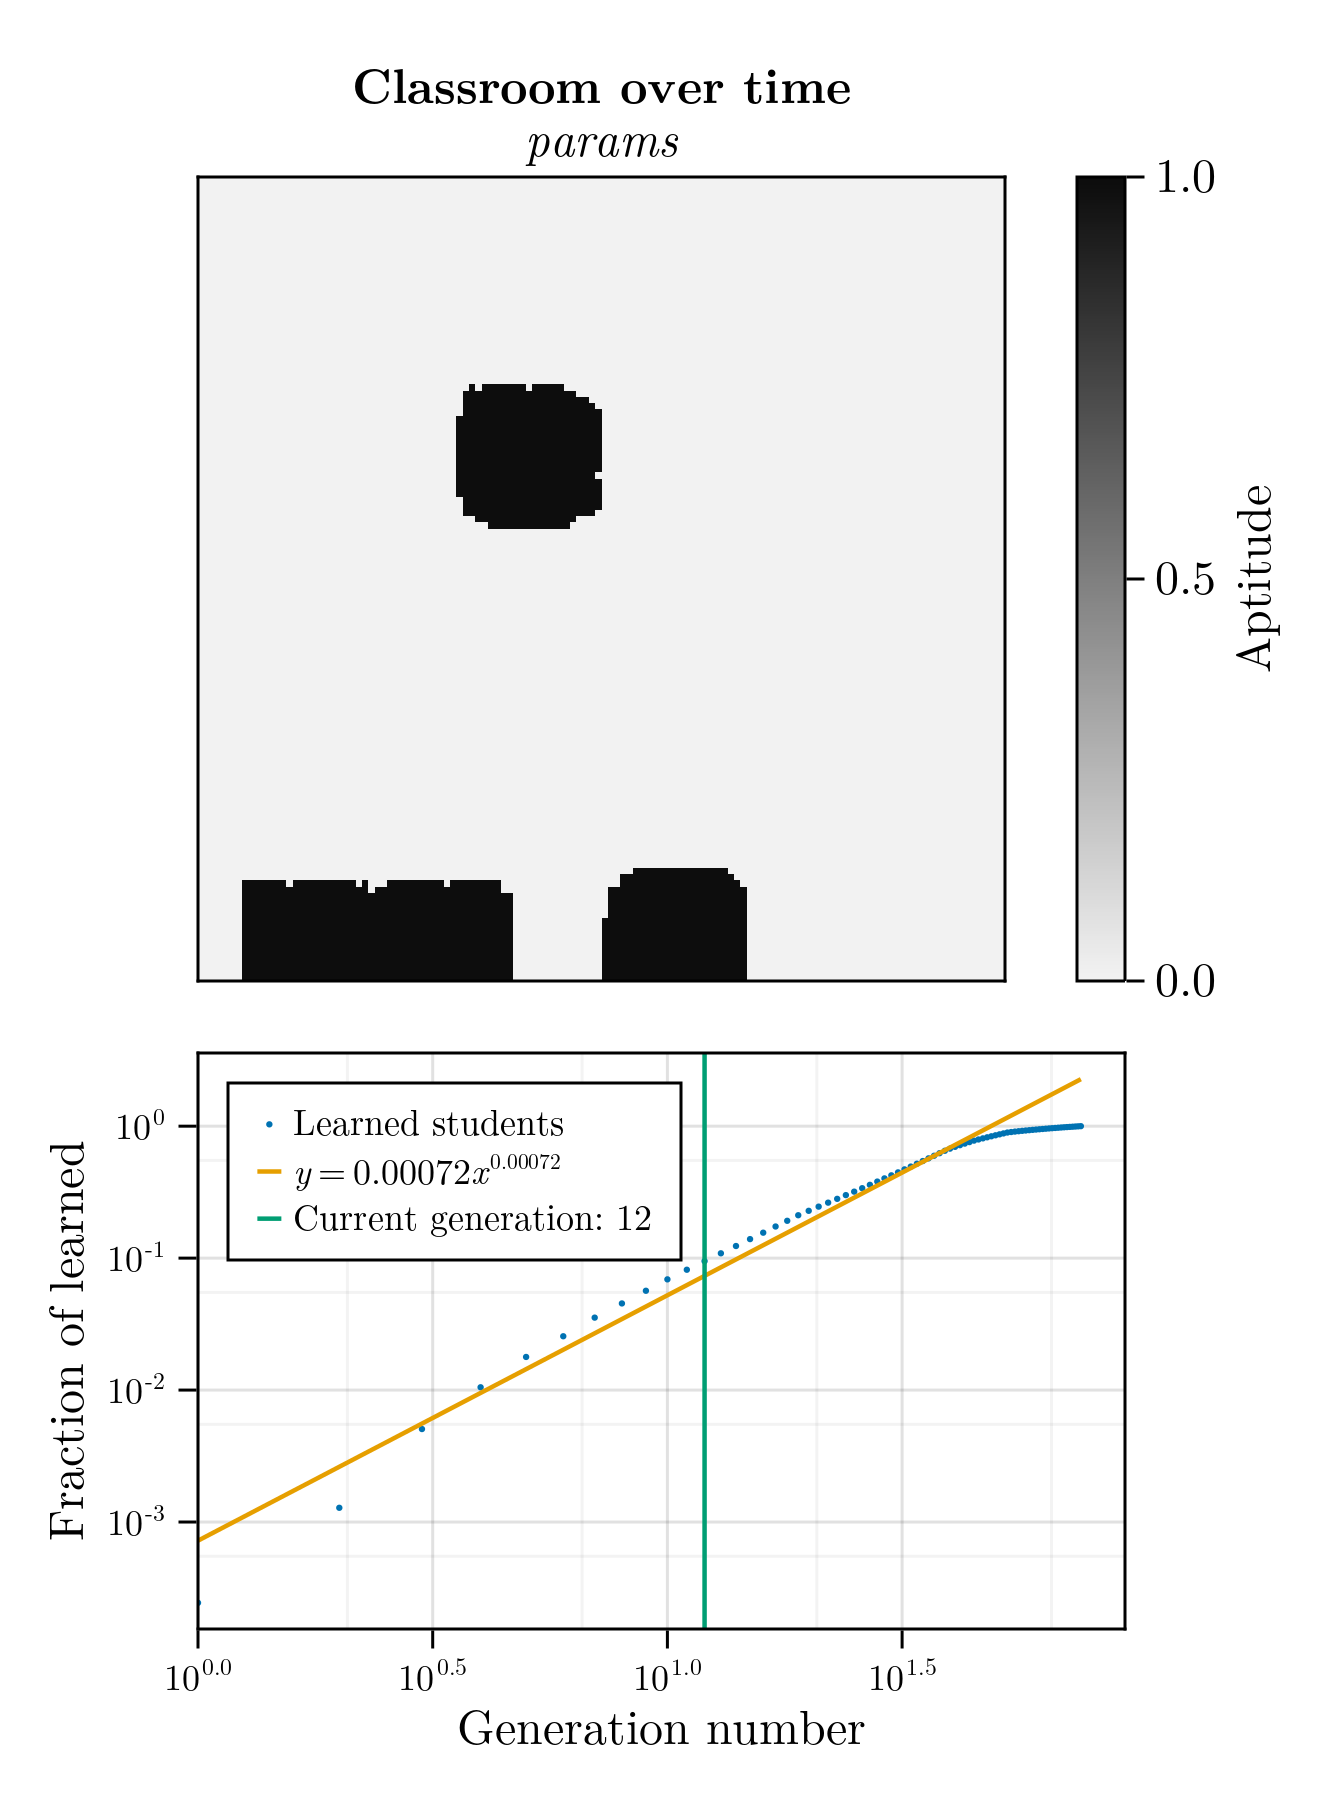 Classroom over time
params
1.0
0.5
0.0
Aptitude
Learned students
y = 0.00072x^0.00072
Current generation: 12
10^0
10^-1
10^-2
10^-3
Fraction of learned
10^0.0 10^0.5 10^1.0 10^1.5
Generation number